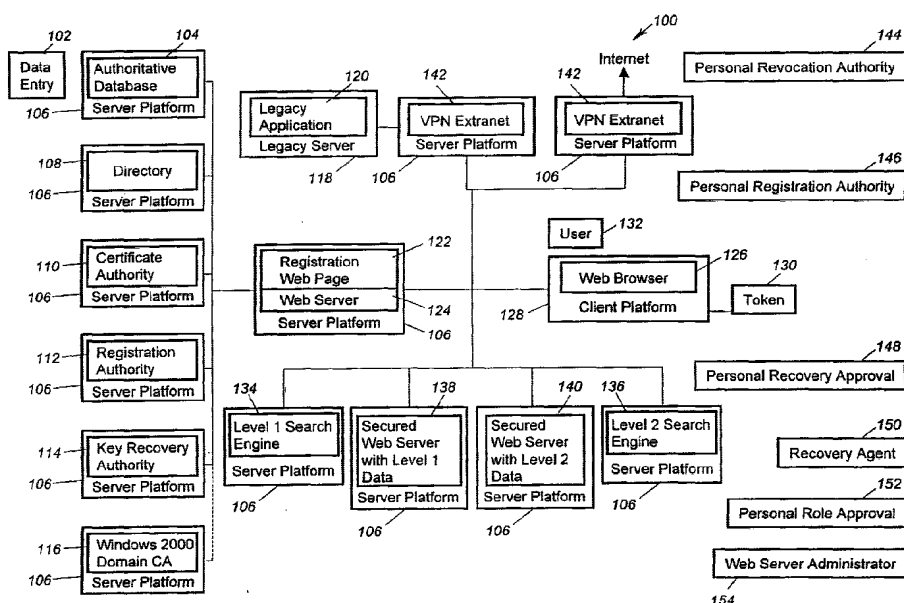 100
102
Data
Entry
104
Authoritative
Database
106
Server Platform
108
Directory
106
Server Platform
110
Certificate
Authority
106
Server Platform
112
Registration
Authority
106
Server Platform
114
Key Recovery
Authority
106
Server Platform
116
Windows 2000
Domain CA
106
Server Platform
120
Legacy
Application
Legacy Server
118
142
VPN Extranet
Server Platform
106
Internet
142
VPN Extranet
Server Platform
106
122
Registration
Web Page
Web Server
124
Server Platform
106
User
132
126
Web Browser
128
Client Platform
130
Token
134
Level 1 Search
Engine
Server Platform
106
138
Secured
Web Server
with Level 1
Data
Server Platform
106
140
Secured
Web Server
with Level 2
Data
Server Platform
106
136
Level 2 Search
Engine
Server Platform
106
144
Personal Revocation Authority
146
Personal Registration Authority
148
Personal Recovery Approval
150
Recovery Agent
152
Personal Role Approval
Web Server Administrator
154